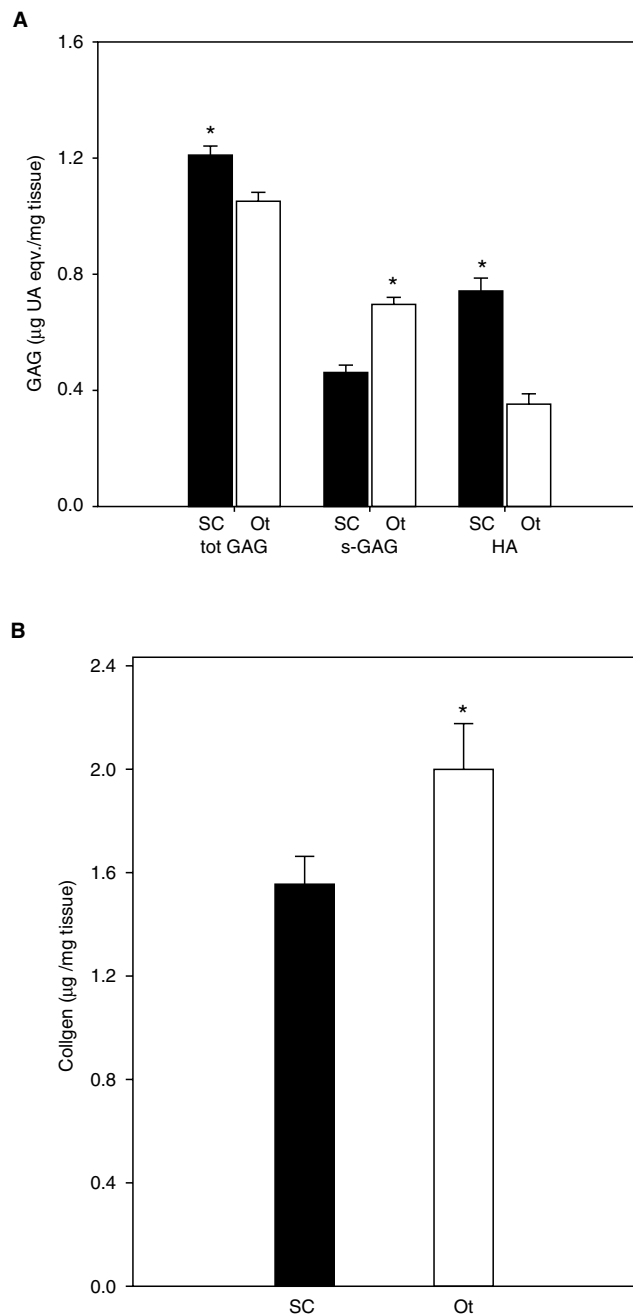 A
1.6
1.2
0.8
0.4
0.0
GAG (µg UA eqv./mg tissue)
* * *
SC Ot SC Ot SC Ot
tot GAG s-GAG HA
B
2.4
2.0
1.6
1.2
0.8
0.4
0.0
Collgen (µg /mg tissue)
*
SC Ot